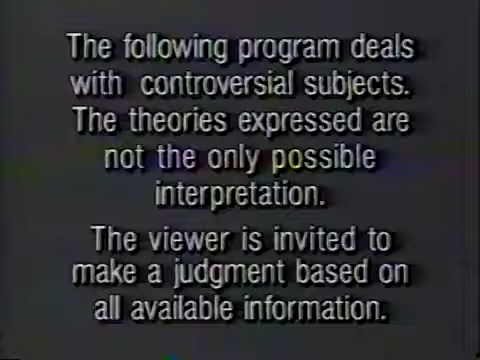 The following program deals
with controversial subjects.
The theories expressed are
not the only possible
interpretation.
The viewer is invited to
make a judgment based on
all available information.